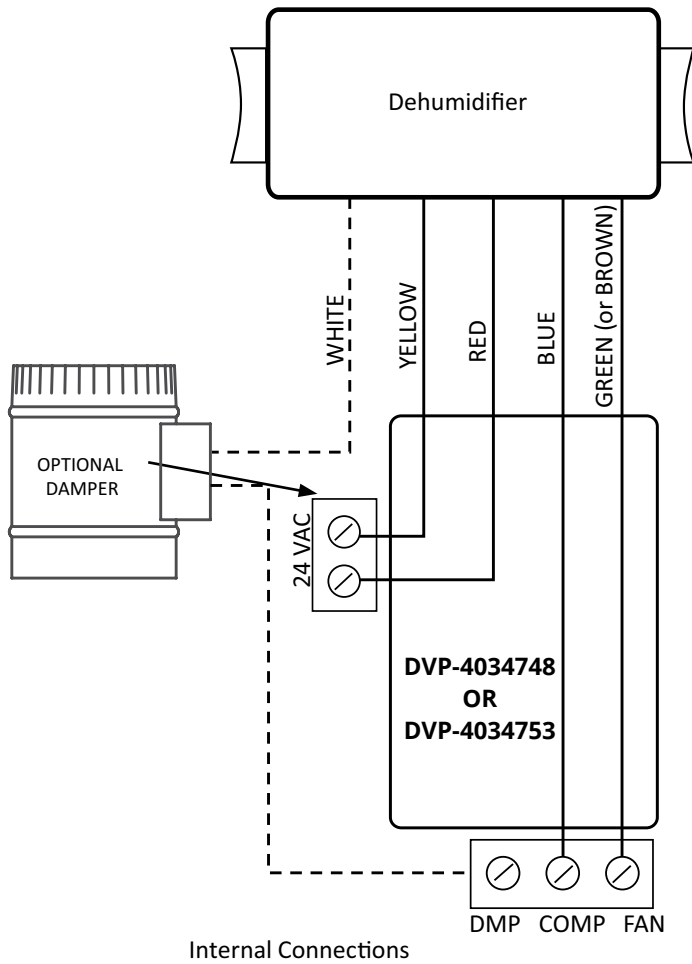 Dehumidifier
WHITE
YELLOW
RED
BLUE
GREEN (or BROWN)
OPTIONAL
DAMPER
24 VAC
DVP-4034748
OR
DVP-4034753
DMP COMP FAN
Internal Connections